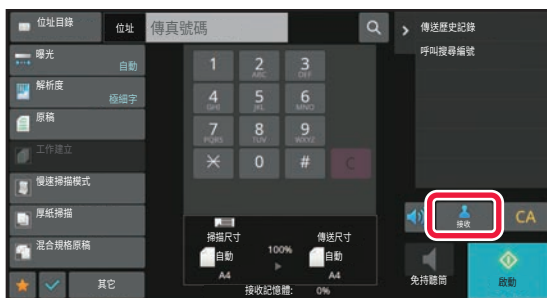 位址目錄
位址
傳真號碼
傳送歷史記錄
呼叫搜尋編號
曝光
自動
解析度
極細字
原稿
工作建立
慢速掃描模式
厚紙掃描
混合規格原稿
其它
1
2
ABC
3
DEF
4
GHI
5
JKL
6
MNO
7
PQRS
8
TUV
9
WXYZ
0
#
C
掃描尺寸
自動
A4
100%
傳送尺寸
自動
A4
接收記憶體: 0%
接收
CA
免持聽筒
啟動